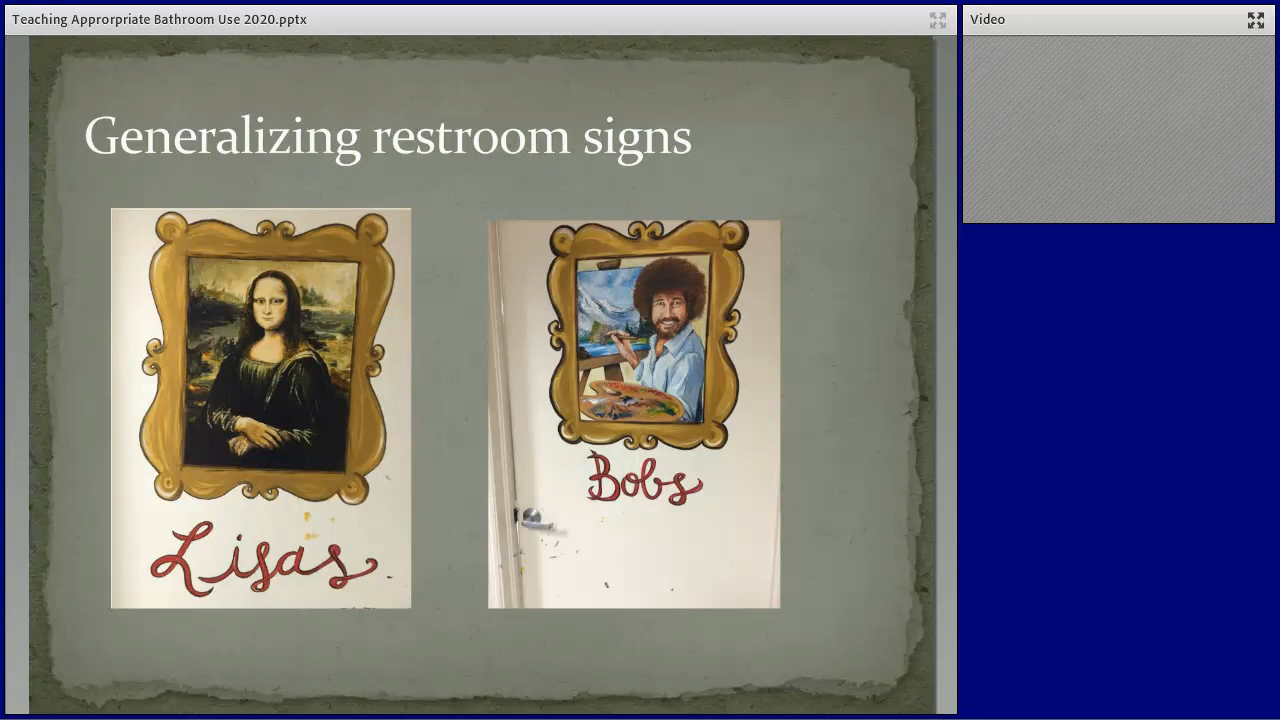 Teaching Approrpriate Bathroom Use 2020.pptx
Video
Generalizing restroom signs
Lisas
Bobs